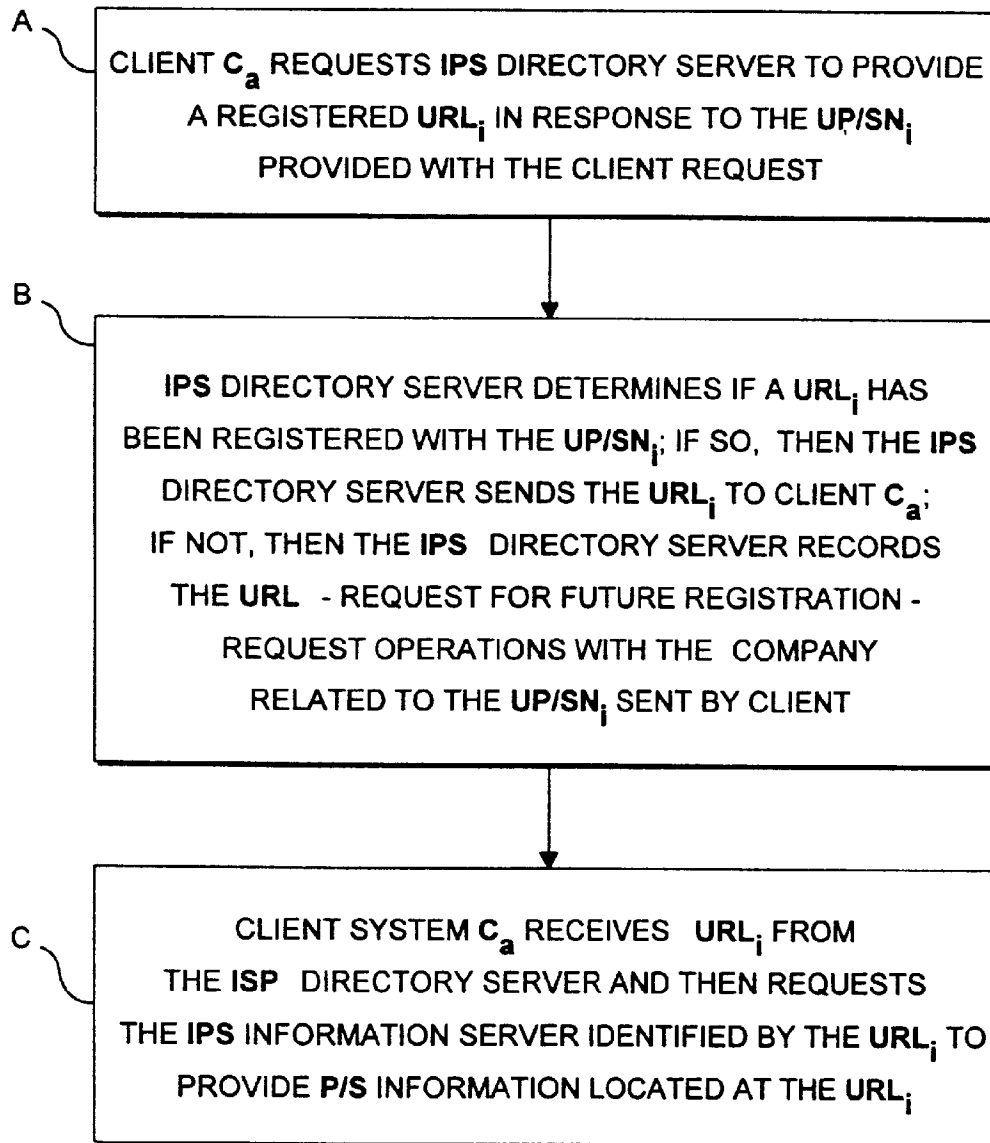 A
CLIENT Ca REQUESTS IPS DIRECTORY SERVER TO PROVIDE
A REGISTERED URLi IN RESPONSE TO THE UP/SNi
PROVIDED WITH THE CLIENT REQUEST
B
IPS DIRECTORY SERVER DETERMINES IF A URLi HAS
BEEN REGISTERED WITH THE UP/SNi; IF SO, THEN THE IPS
DIRECTORY SERVER SENDS THE URLi TO CLIENT Ca;
IF NOT, THEN THE IPS DIRECTORY SERVER RECORDS
THE URL - REQUEST FOR FUTURE REGISTRATION -
REQUEST OPERATIONS WITH THE COMPANY
RELATED TO THE UP/SNi SENT BY CLIENT
C
CLIENT SYSTEM Ca RECEIVES URLi FROM
THE ISP DIRECTORY SERVER AND THEN REQUESTS
THE IPS INFORMATION SERVER IDENTIFIED BY THE URLi TO
PROVIDE P/S INFORMATION LOCATED AT THE URLi